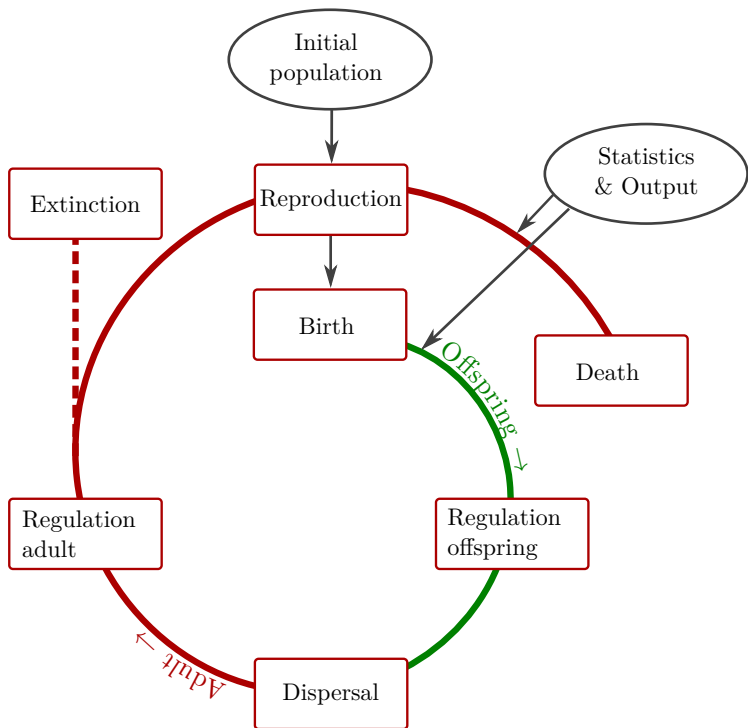 Initial
population
Statistics
& Output
Extinction
Reproduction
Birth
Death
Offspring →
Regulation
adult
Regulation
offspring
Adult →
Dispersal